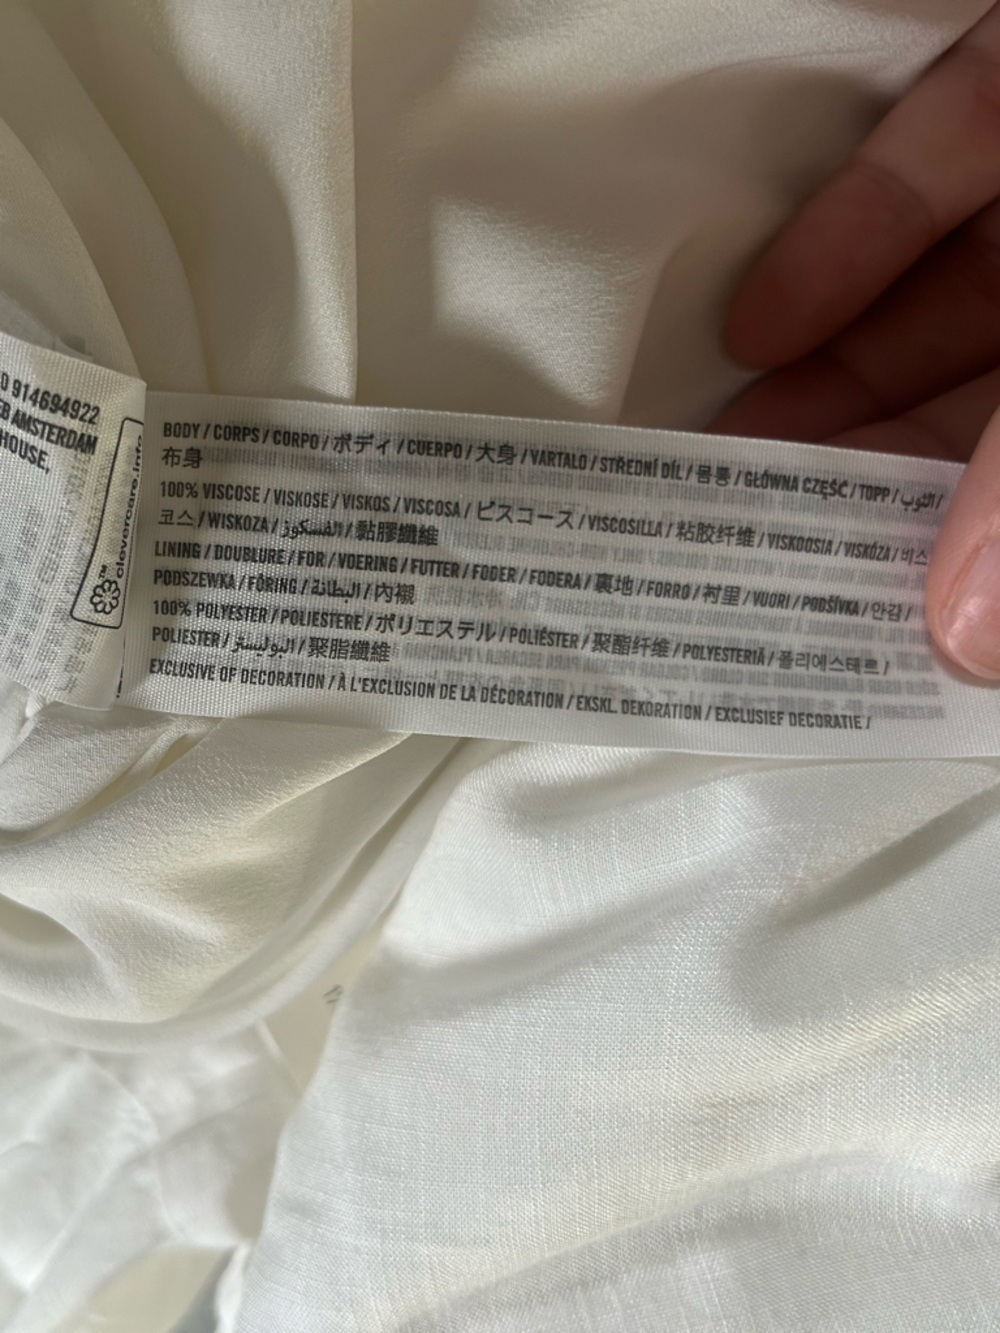 914694922
AMSTERDAM
HOUSE,
clevercare.info
BODY / CORPS / CORPO / ボディ / CUERPO / 大身 / VARTALO / STŘEDNÍ DÍL / 몸통 / GŁÓWNA CZĘŚĆ / TOPP / الثوب /
布身
100% VISCOSE / VISKOSE / VISKOS / VISCOSA / ビスコース / VISCOSILLA / 粘胶纤维 / VISKOOSIA / VISKÓZA / 비스
코스 / WISKOZA / الفسكوز / 黏膠纖維
LINING / DOUBLURE / FOR / VOERING / FUTTER / FODER / FODERA / 裏地 / FORRO / 衬里 / VUORI / PODŠÍVKA / 안감 /
PODSZEWKA / FÔRING / البطانة / 內襯
100% POLYESTER / POLIESTERE / ポリエステル / POLIÉSTER / 聚酯纤维 / POLYESTERIÄ / 폴리에스테르 /
POLIESTER / البوليستر / 聚脂纖維
EXCLUSIVE OF DECORATION / À L'EXCLUSION DE LA DÉCORATION / EKSKL. DEKORATION / EXCLUSIEF DECORATIE /